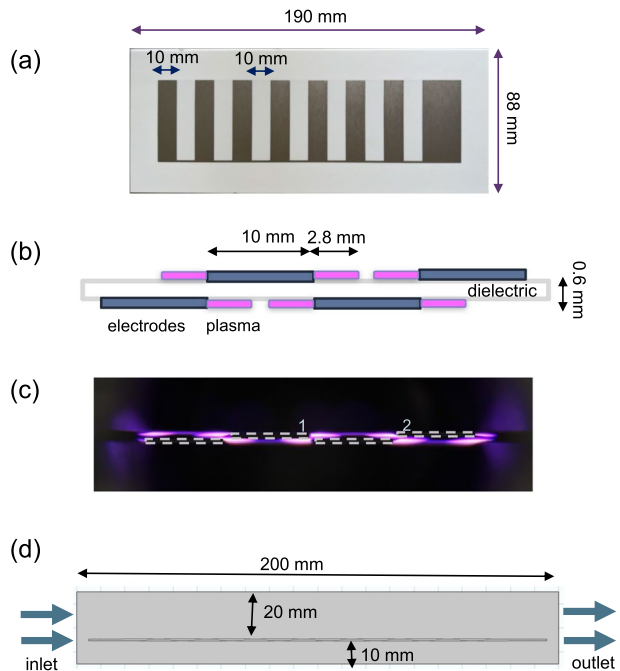 190 mm
(a)
10 mm 10 mm
88 mm
(b)
10 mm 2.8 mm
0.6 mm
dielectric
electrodes plasma
(c)
1 2
(d)
200 mm
20 mm
10 mm
inlet outlet